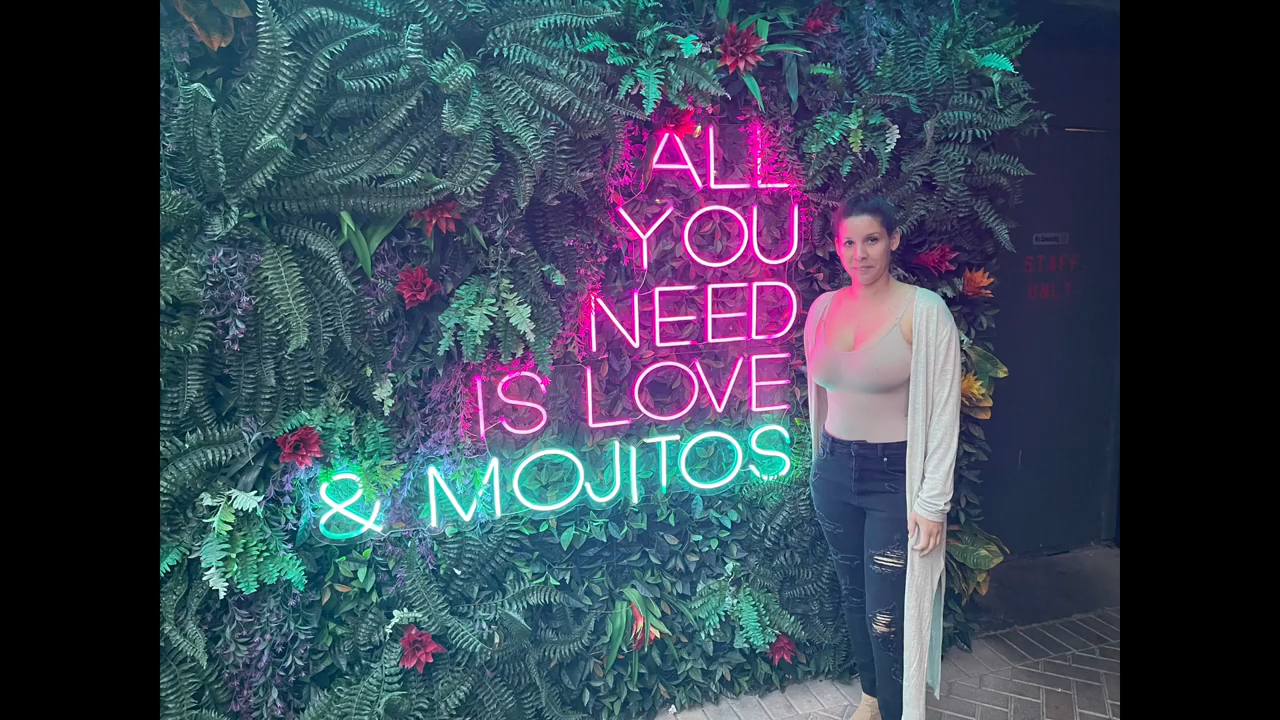 ALL
YOU
NEED
IS LOVE
& MOJITOS
STAFF
ONLY